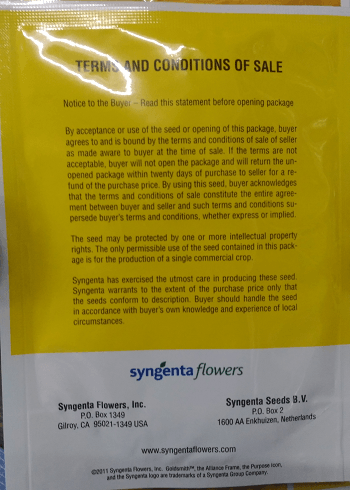 TERMS AND CONDITIONS OF SALE
Notice to the Buyer – Read this statement before opening package
By acceptance or use of the seed or opening of this package, buyer
agrees to and is bound by the terms and conditions of sale of seller
as made aware to buyer at the time of sale. If the terms are not
acceptable, buyer will not open the package and will return the un-
opened package within twenty days of purchase to seller for a re-
fund of the purchase price. By using this seed, buyer acknowledges
that the terms and conditions of sale constitute the entire agree-
ment between buyer and seller and such terms and conditions su-
persede buyer's terms and conditions, whether express or implied.
The seed may be protected by one or more intellectual property
rights. The only permissible use of the seed contained in this pack-
age is for the production of a single commercial crop.
Syngenta has exercised the utmost care in producing these seed.
Syngenta warrants to the extent of the purchase price only that
the seeds conform to description. Buyer should handle the seed
in accordance with buyer's own knowledge and experience of local
circumstances.
syngenta flowers
Syngenta Flowers, Inc.
P.O. Box 1349
Gilroy, CA 95021-1349 USA
Syngenta Seeds B.V.
P.O. Box 2
1600 AA Enkhuizen, Netherlands
www.syngentaflowers.com
©2011 Syngenta Flowers, Inc. Goldsmith™, the Alliance Frame, the Purpose Icon,
and the Syngenta logo are trademarks of a Syngenta Group Company.